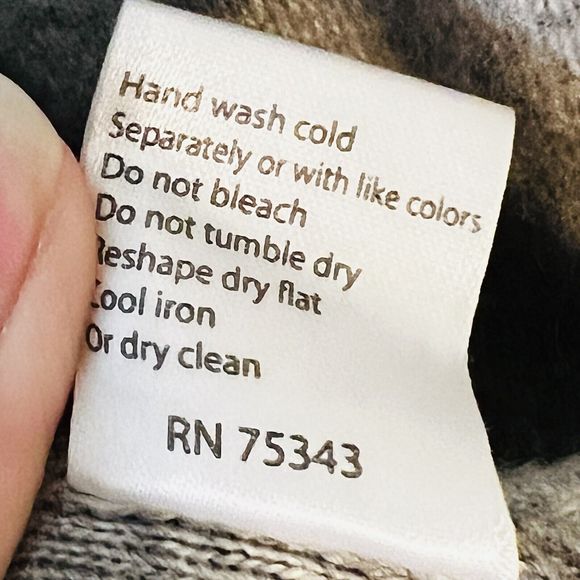 Hand wash cold
Separately or with like colors
Do not bleach
Do not tumble dry
Reshape dry flat
Cool iron
Or dry clean
RN 75343